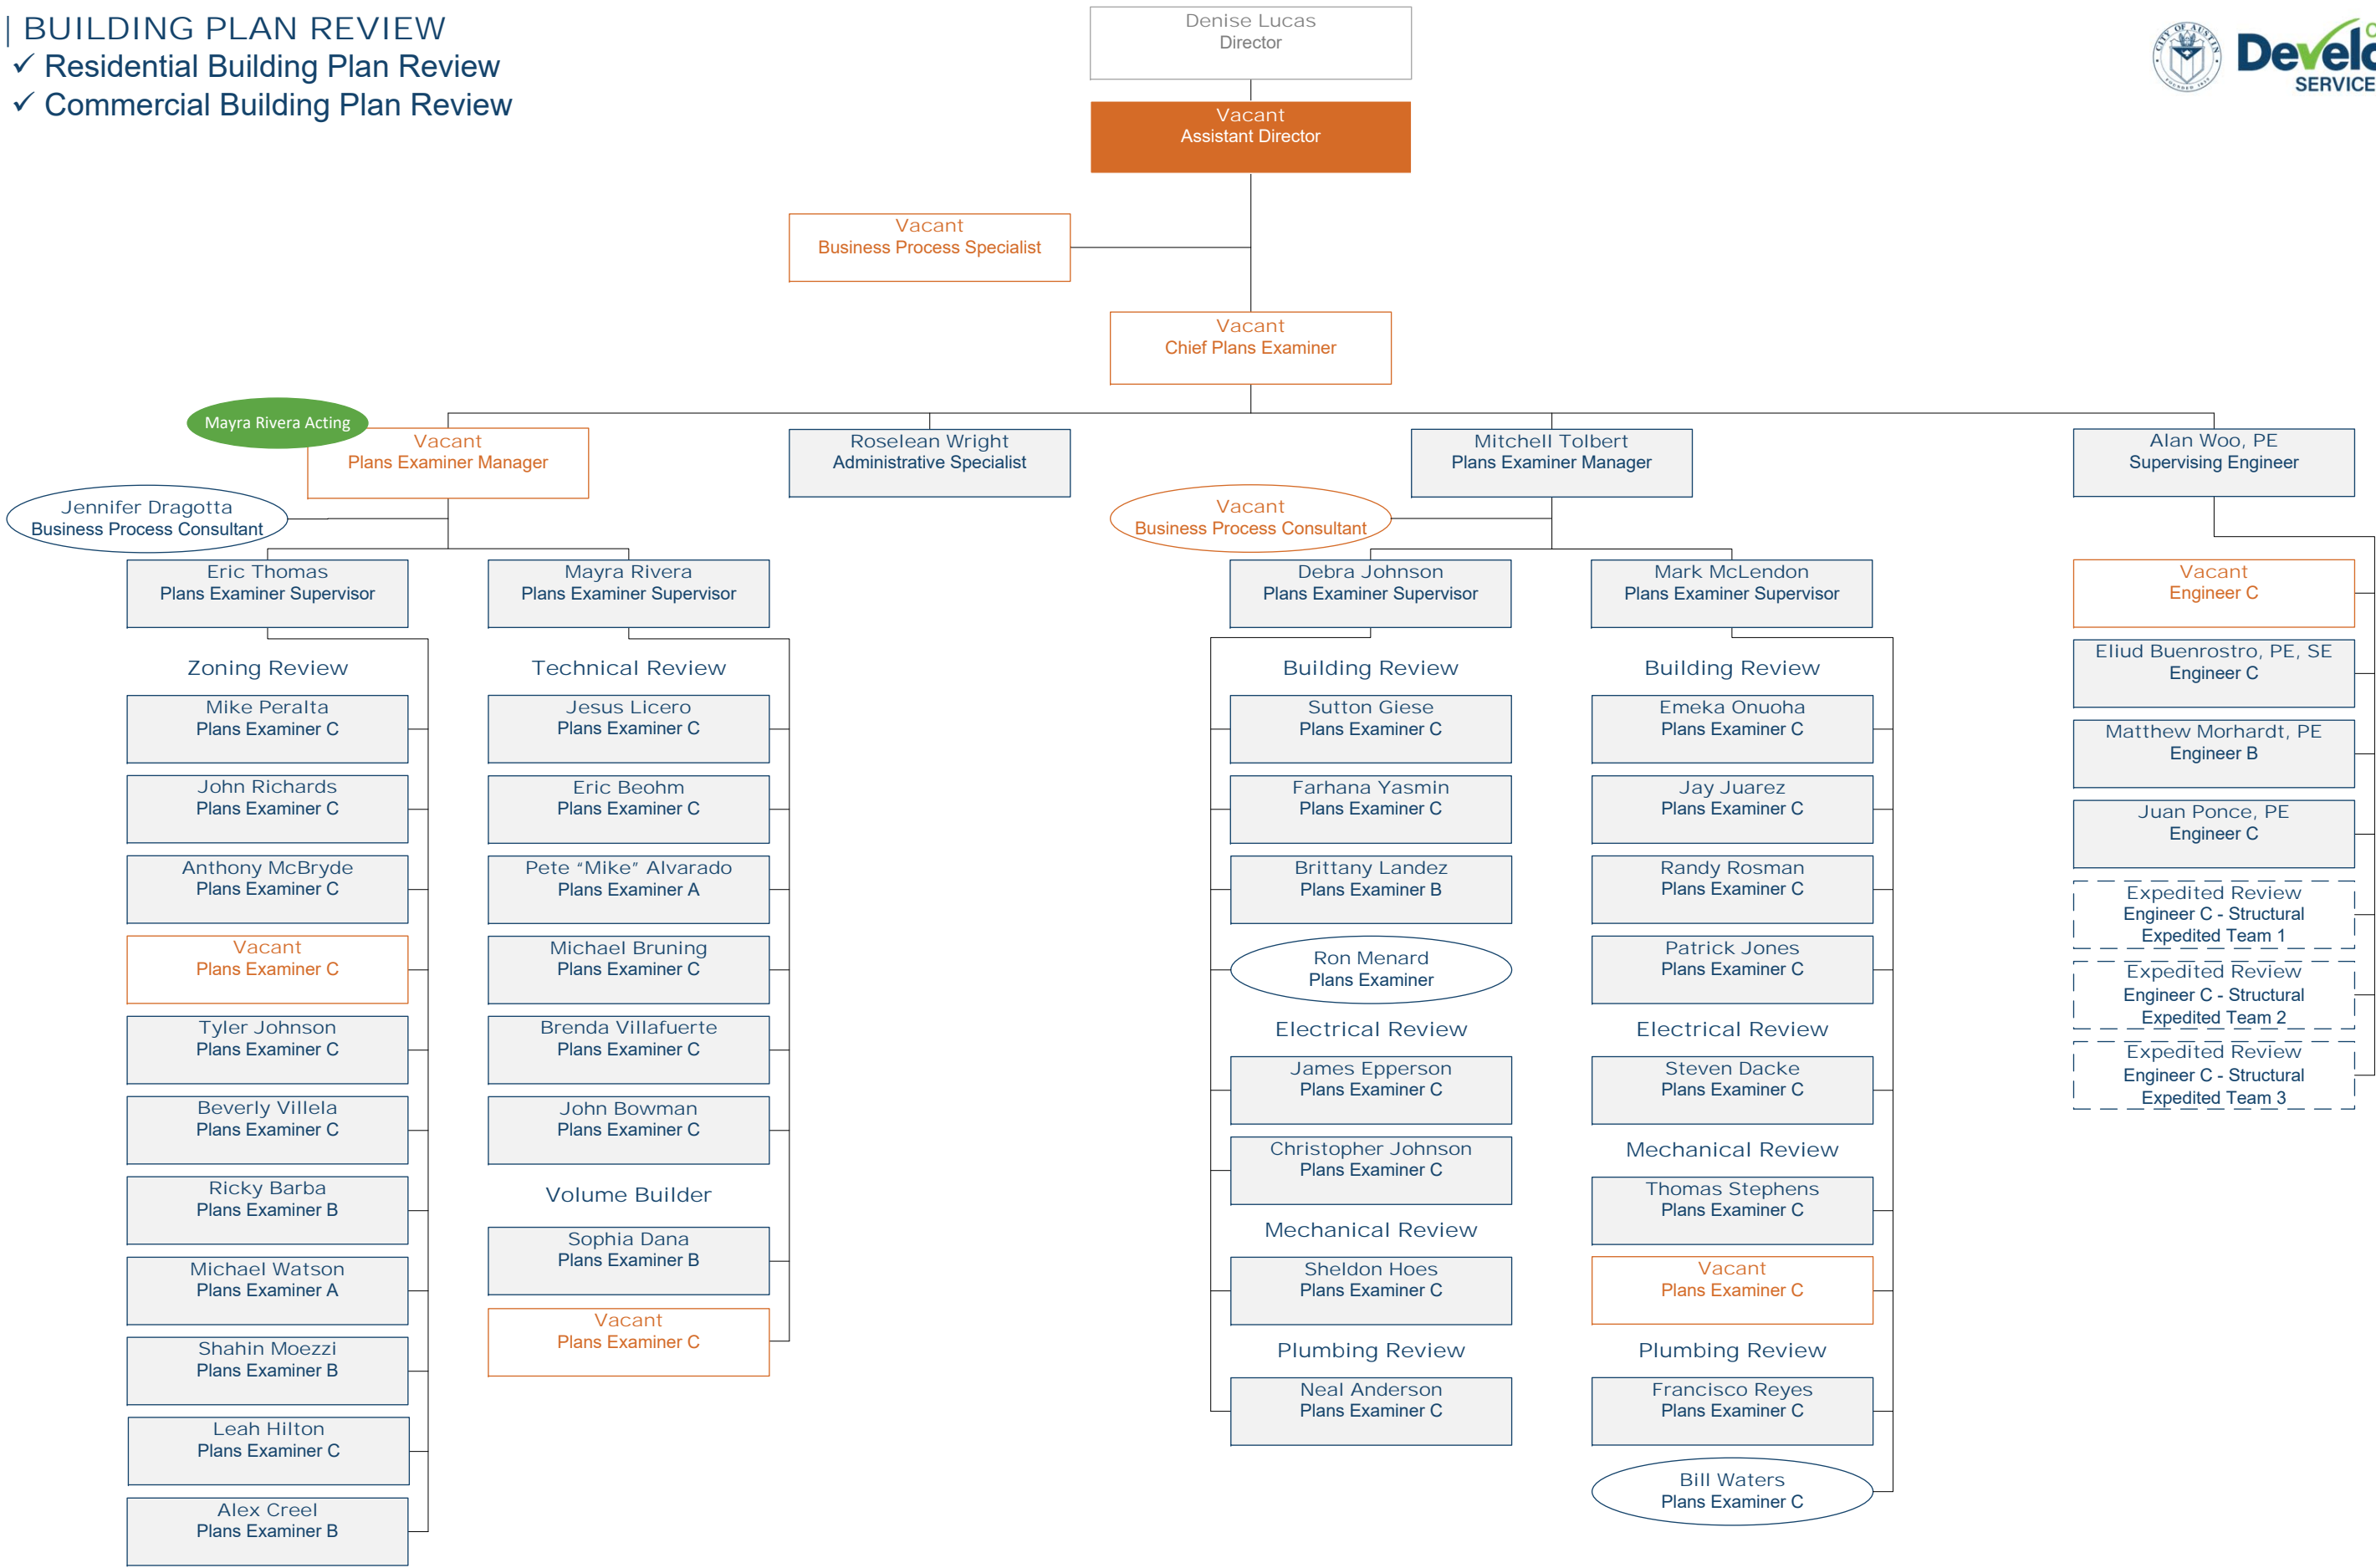 | BUILDING PLAN REVIEW
✓ Residential Building Plan Review
✓ Commercial Building Plan Review
CITY OF AUSTIN
FOUNDED 1839
SERVICE
Denise Lucas
Director
Vacant
Assistant Director
Vacant
Business Process Specialist
Vacant
Chief Plans Examiner
Mayra Rivera Acting
Vacant
Plans Examiner Manager
Roselean Wright
Administrative Specialist
Mitchell Tolbert
Plans Examiner Manager
Alan Woo, PE
Supervising Engineer
Jennifer Dragotta
Business Process Consultant
Vacant
Business Process Consultant
Eric Thomas
Plans Examiner Supervisor
Zoning Review
Mike Peralta
Plans Examiner C
John Richards
Plans Examiner C
Anthony McBryde
Plans Examiner C
Vacant
Plans Examiner C
Tyler Johnson
Plans Examiner C
Beverly Villela
Plans Examiner C
Ricky Barba
Plans Examiner B
Michael Watson
Plans Examiner A
Shahin Moezzi
Plans Examiner B
Leah Hilton
Plans Examiner C
Alex Creel
Plans Examiner B
Mayra Rivera
Plans Examiner Supervisor
Technical Review
Jesus Licero
Plans Examiner C
Eric Beohm
Plans Examiner C
Pete “Mike” Alvarado
Plans Examiner A
Michael Bruning
Plans Examiner C
Brenda Villafuerte
Plans Examiner C
John Bowman
Plans Examiner C
Volume Builder
Sophia Dana
Plans Examiner B
Vacant
Plans Examiner C
Debra Johnson
Plans Examiner Supervisor
Building Review
Sutton Giese
Plans Examiner C
Farhana Yasmin
Plans Examiner C
Brittany Landez
Plans Examiner B
Ron Menard
Plans Examiner
Electrical Review
James Epperson
Plans Examiner C
Christopher Johnson
Plans Examiner C
Mechanical Review
Sheldon Hoes
Plans Examiner C
Plumbing Review
Neal Anderson
Plans Examiner C
Mark McLendon
Plans Examiner Supervisor
Building Review
Emeka Onuoha
Plans Examiner C
Jay Juarez
Plans Examiner C
Randy Rosman
Plans Examiner C
Patrick Jones
Plans Examiner C
Electrical Review
Steven Dacke
Plans Examiner C
Mechanical Review
Thomas Stephens
Plans Examiner C
Vacant
Plans Examiner C
Plumbing Review
Francisco Reyes
Plans Examiner C
Bill Waters
Plans Examiner C
Vacant
Engineer C
Eliud Buenrostro, PE, SE
Engineer C
Matthew Morhardt, PE
Engineer B
Juan Ponce, PE
Engineer C
Expedited Review
Engineer C - Structural
Expedited Team 1
Expedited Review
Engineer C - Structural
Expedited Team 2
Expedited Review
Engineer C - Structural
Expedited Team 3